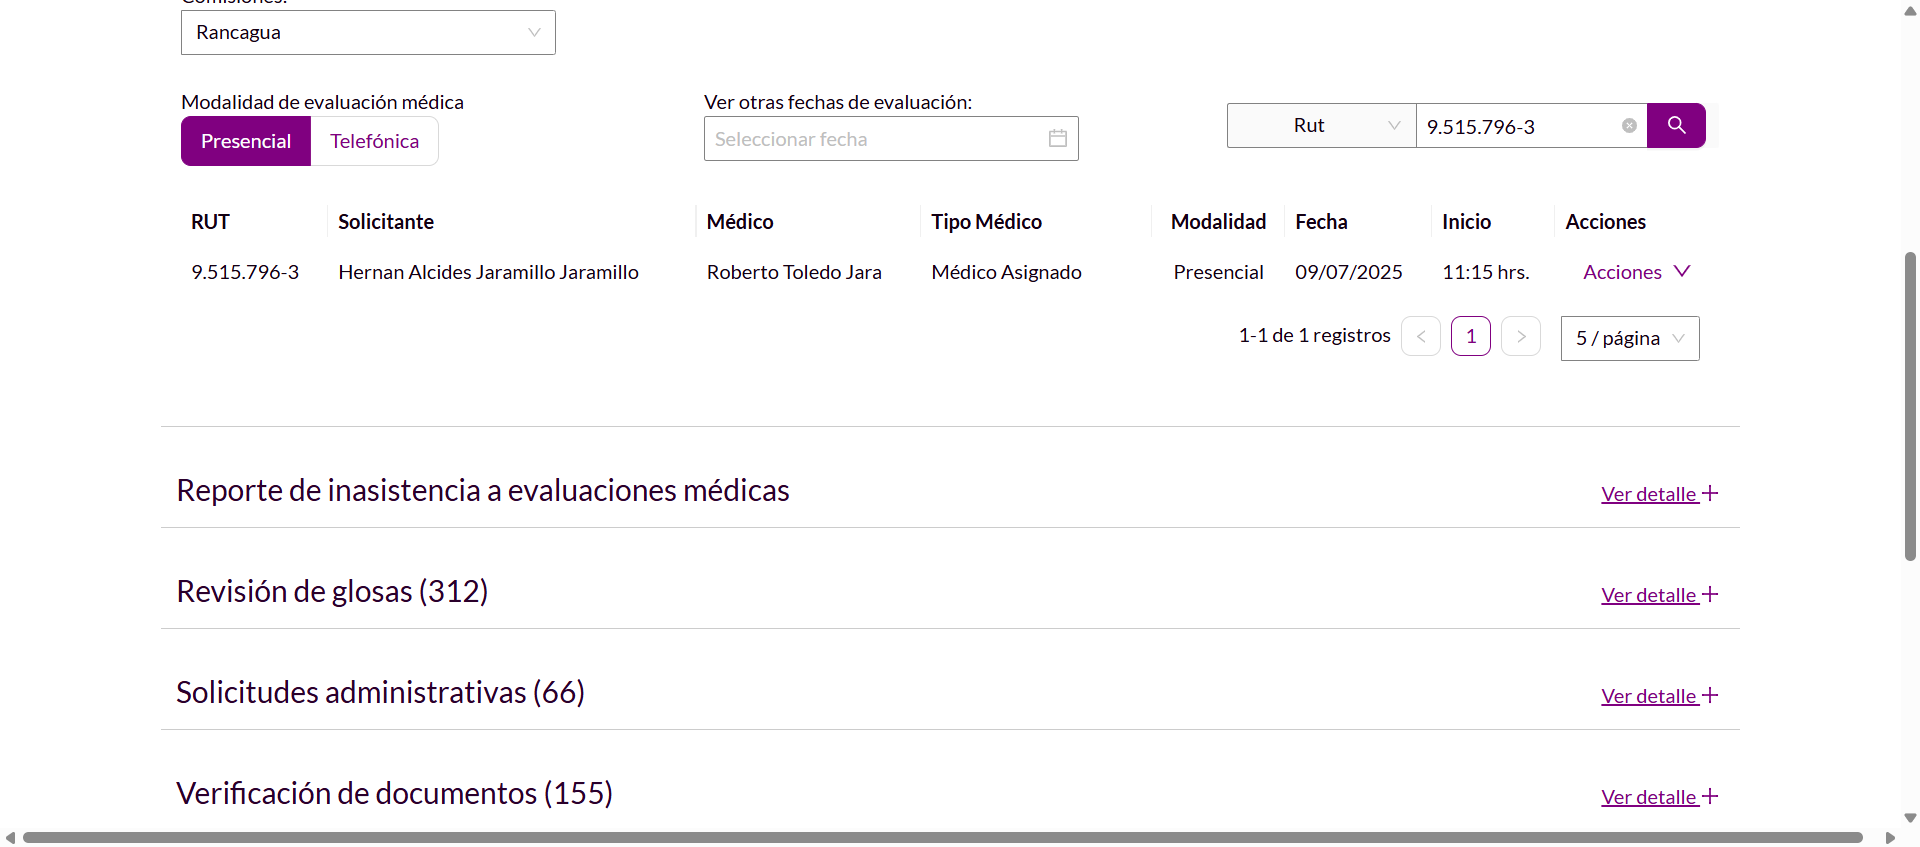 Comisiones:
Rancagua
Modalidad de evaluación médica
Presencial Telefónica
Ver otras fechas de evaluación:
Seleccionar fecha
Rut 9.515.796-3
RUT Solicitante Médico Tipo Médico Modalidad Fecha Inicio Acciones
9.515.796-3 Hernan Alcides Jaramillo Jaramillo Roberto Toledo Jara Médico Asignado Presencial 09/07/2025 11:15 hrs. Acciones
1-1 de 1 registros < 1 > 5 / página
Reporte de inasistencia a evaluaciones médicas Ver detalle +
Revisión de glosas (312) Ver detalle +
Solicitudes administrativas (66) Ver detalle +
Verificación de documentos (155) Ver detalle +